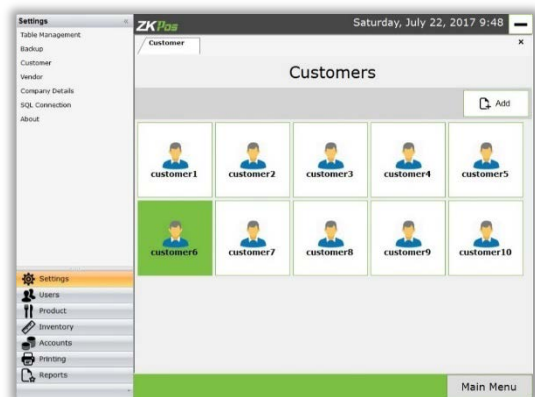 Settings
Table Management
Backup
Customer
Vendor
Company Details
SQL Connection
About
Settings
Users
Product
Inventory
Accounts
Printing
Reports
ZKPos
Saturday, July 22, 2017 9:48
Customer
Customers
Add
customer1 customer2 customer3 customer4 customer5
customer6 customer7 customer8 customer9 customer10
Main Menu